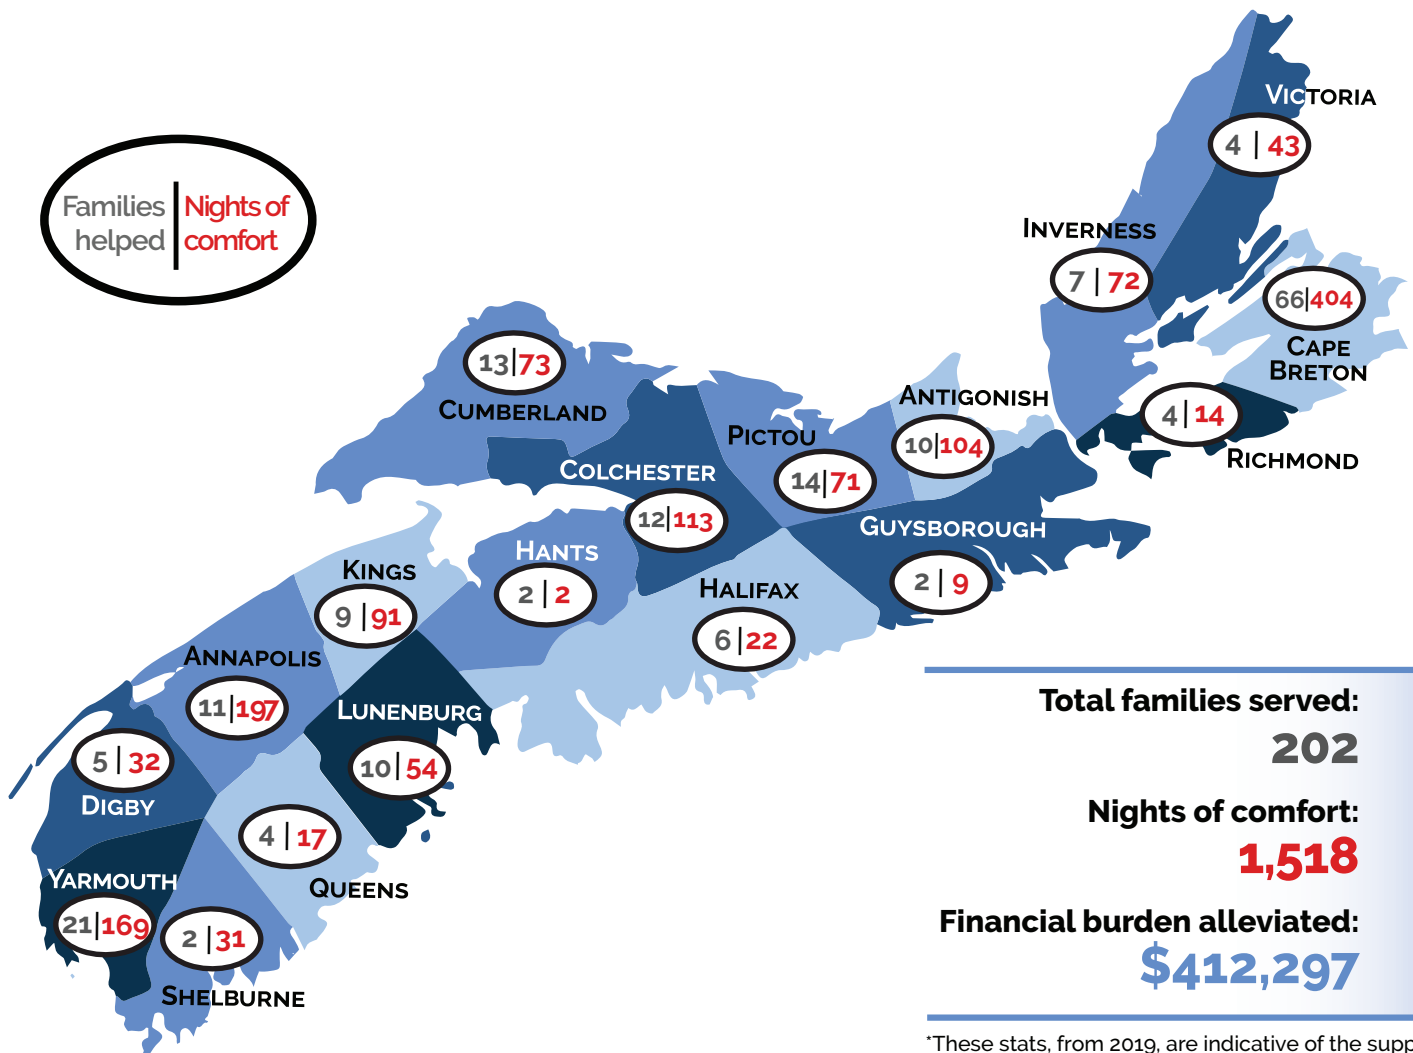 Families | Nights of
helped | comfort
VICTORIA
4 | 43
INVERNESS
7 | 72
66|404
CAPE
BRETON
13|73
CUMBERLAND
ANTIGONISH
10|104
4 | 14
RICHMOND
PICTOU
14|71
COLCHESTER
12|113
GUYSBOROUGH
2 | 9
HANTS
2 | 2
KINGS
9 | 91
HALIFAX
6 | 22
ANNAPOLIS
11|197
LUNENBURG
10|54
5 | 32
DIGBY
4 | 17
QUEENS
YARMOUTH
21|169
2 | 31
SHELBURNE
Total families served:
202
Nights of comfort:
1,518
Financial burden alleviated:
$412,297
*These stats, from 2019, are indicative of the supp